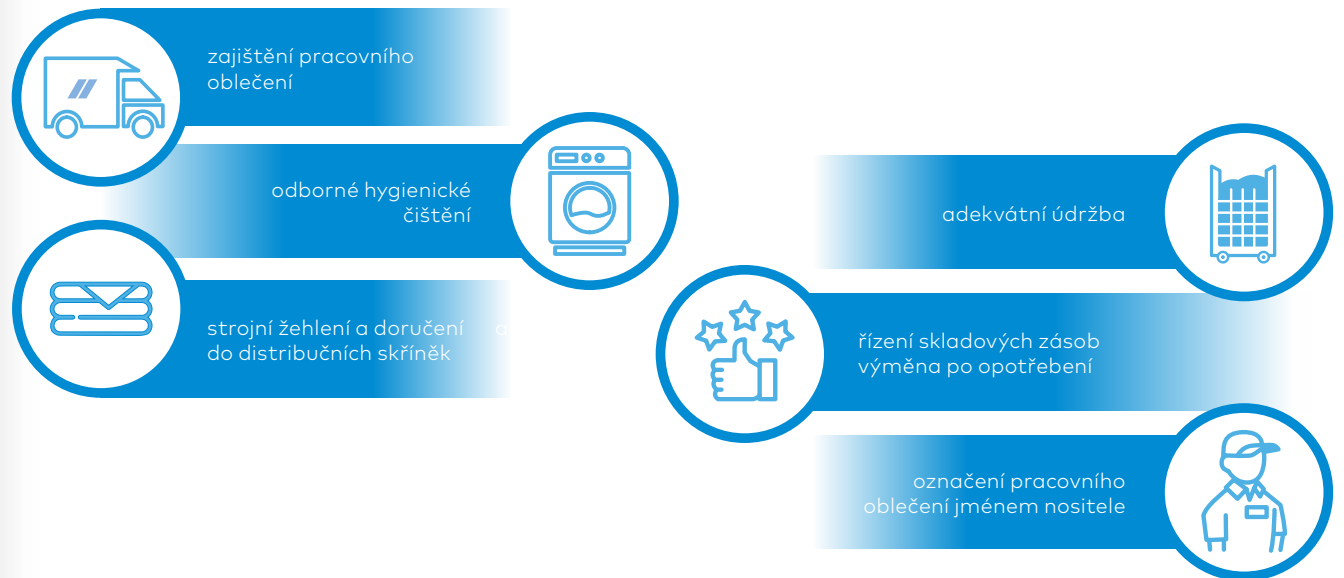 zajištění pracovního
oblečení
odborné hygienické
čištění
strojní žehlení a doručení
do distribučních skříněk
adekvátní údržba
řízení skladových zásob
výměna po opotřebení
označení pracovního
oblečení jménem nositele